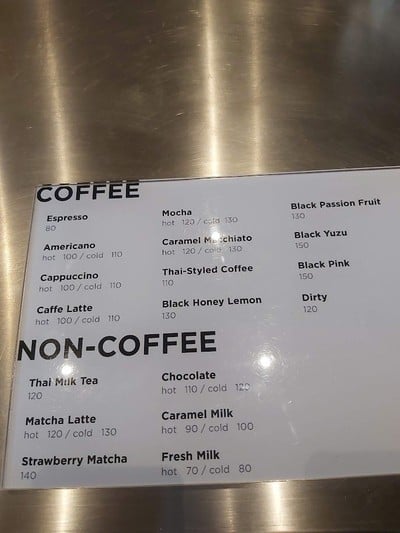 COFFEE
Espresso
80
Americano
hot 100 / cold 110
Cappuccino
hot 100 / cold 110
Caffe Latte
hot 100 / cold 110
Mocha
hot 120 / cold 130
Caramel Macchiato
hot 120 / cold 130
Thai-Styled Coffee
110
Black Honey Lemon
130
Black Passion Fruit
130
Black Yuzu
150
Black Pink
150
Dirty
120
NON-COFFEE
Thai Milk Tea
120
Matcha Latte
hot 120 / cold 130
Strawberry Matcha
140
Chocolate
hot 110 / cold 120
Caramel Milk
hot 90 / cold 100
Fresh Milk
hot 70 / cold 80